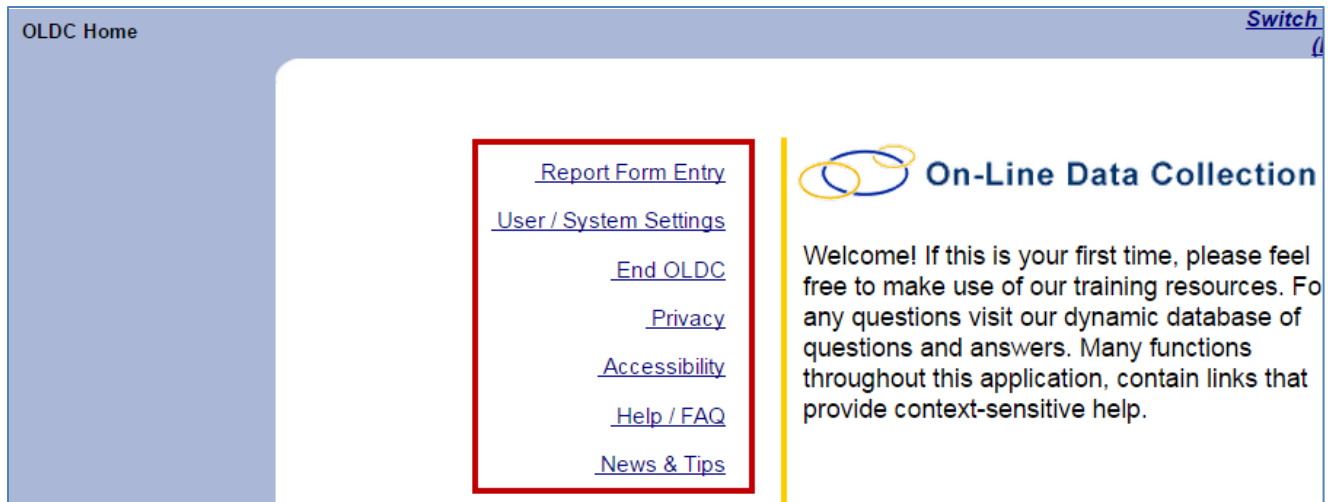 OLDC Home
Switch
Report Form Entry
User / System Settings
End OLDC
Privacy
Accessibility
Help / FAQ
News & Tips
On-Line Data Collection
Welcome! If this is your first time, please feel
free to make use of our training resources. Fo
any questions visit our dynamic database of
questions and answers. Many functions
throughout this application, contain links that
provide context-sensitive help.